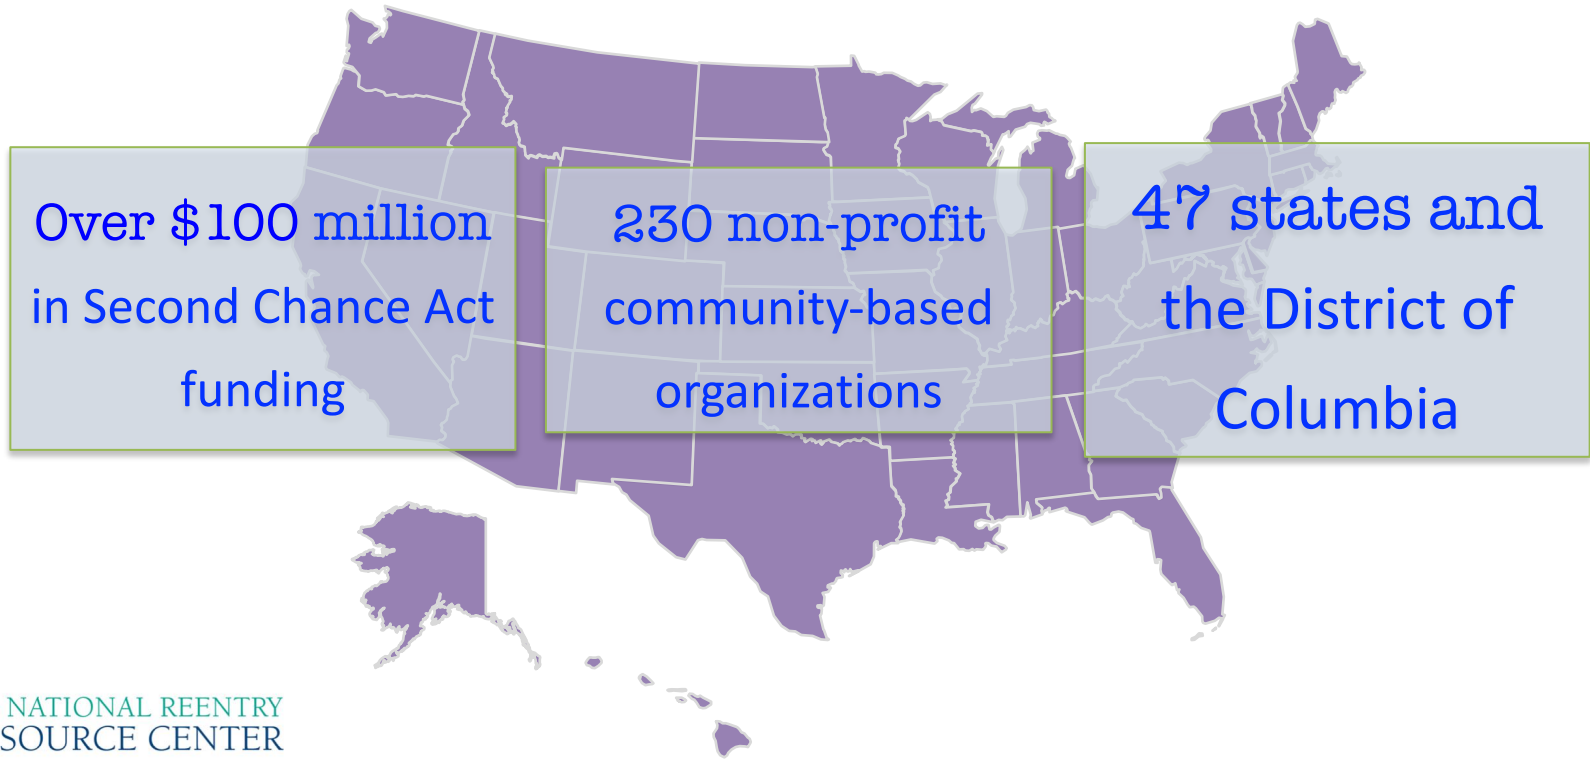 Over $100 million
in Second Chance Act
funding
230 non-profit
community-based
organizations
47 states and
the District of
Columbia
NATIONAL REENTRY
SOURCE CENTER